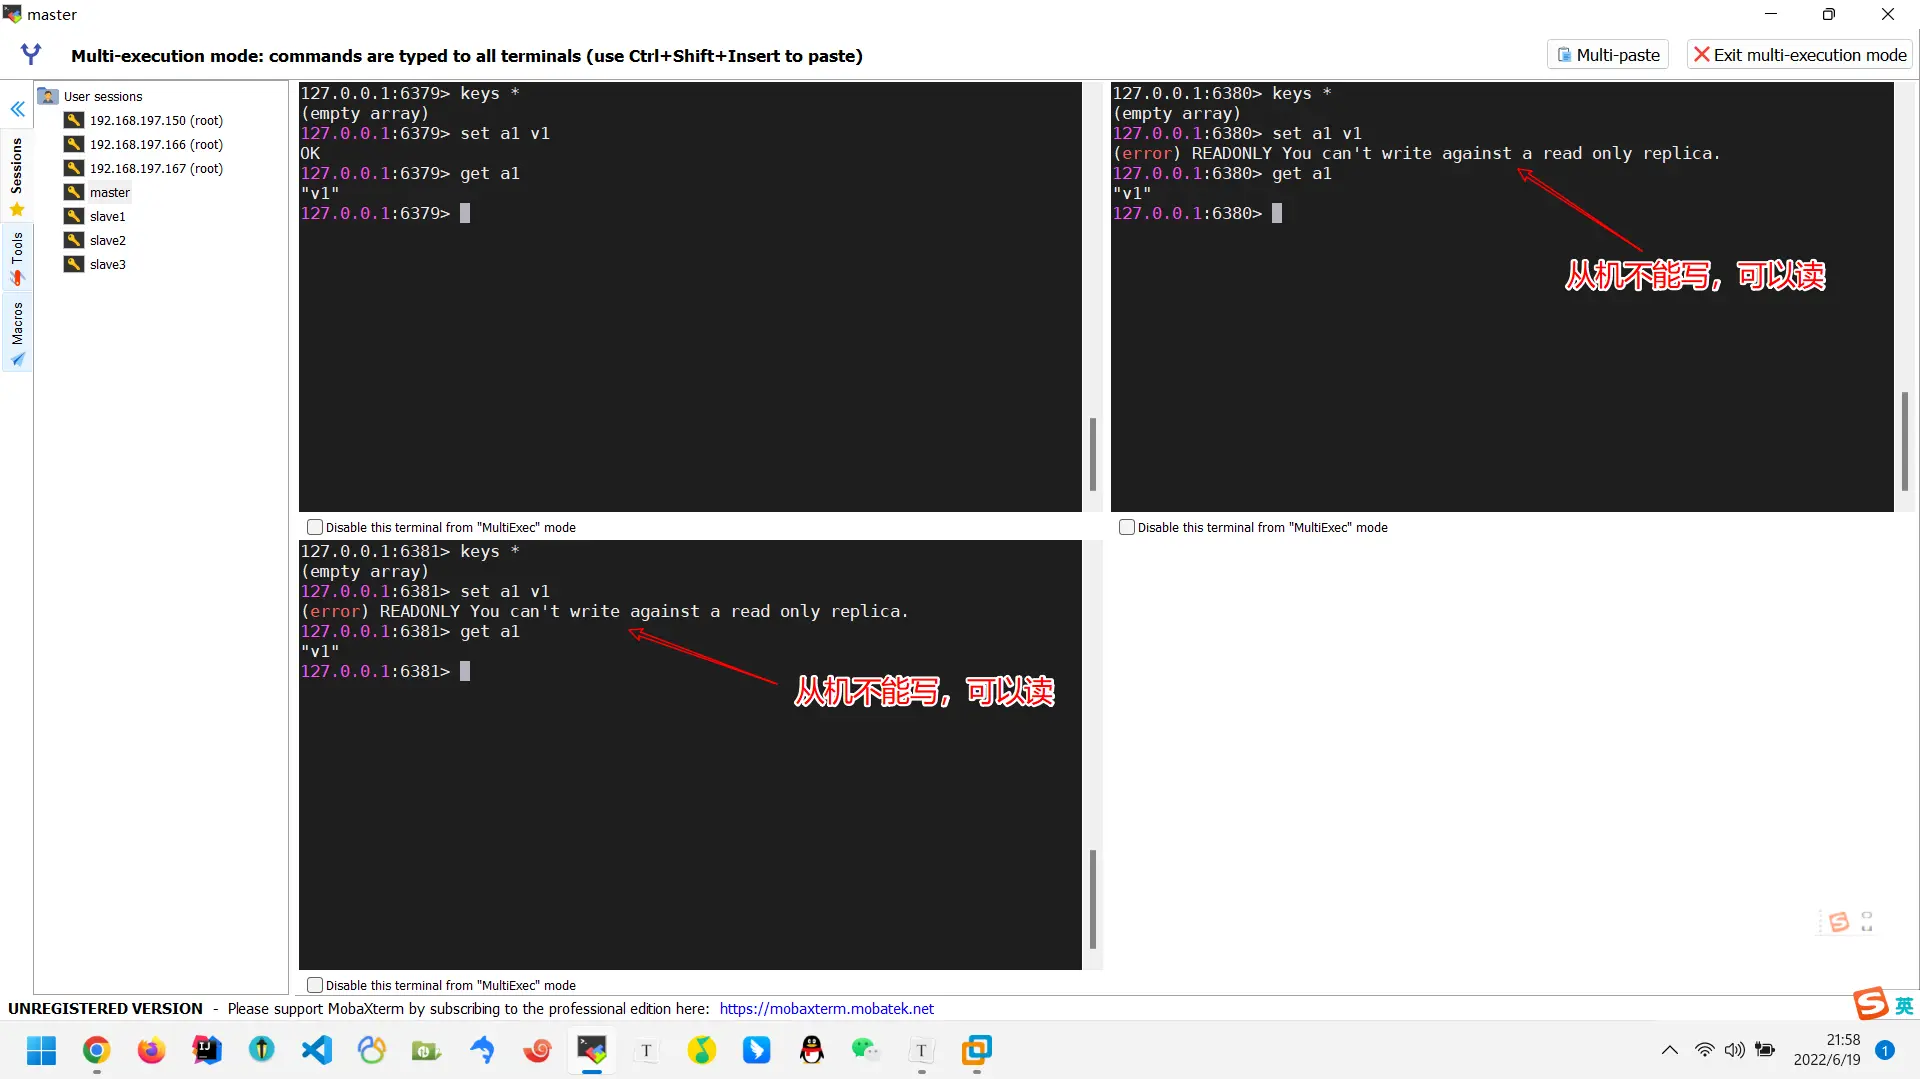 master
Multi-execution mode: commands are typed to all terminals (use Ctrl+Shift+Insert to paste)
Multi-paste
Exit multi-execution mode
Sessions
Tools
Macros
User sessions
192.168.197.150 (root)
192.168.197.166 (root)
192.168.197.167 (root)
master
slave1
slave2
slave3
127.0.0.1:6379> keys *
(empty array)
127.0.0.1:6379> set a1 v1
OK
127.0.0.1:6379> get a1
"v1"
127.0.0.1:6379>
Disable this terminal from "MultiExec" mode
127.0.0.1:6380> keys *
(empty array)
127.0.0.1:6380> set a1 v1
(error) READONLY You can't write against a read only replica.
127.0.0.1:6380> get a1
"v1"
127.0.0.1:6380>
从机不能写，可以读
Disable this terminal from "MultiExec" mode
127.0.0.1:6381> keys *
(empty array)
127.0.0.1:6381> set a1 v1
(error) READONLY You can't write against a read only replica.
127.0.0.1:6381> get a1
"v1"
127.0.0.1:6381>
从机不能写，可以读
Disable this terminal from "MultiExec" mode
UNREGISTERED VERSION - Please support MobaXterm by subscribing to the professional edition here: https://mobaxterm.mobatek.net
英
21:58
2022/6/19
1